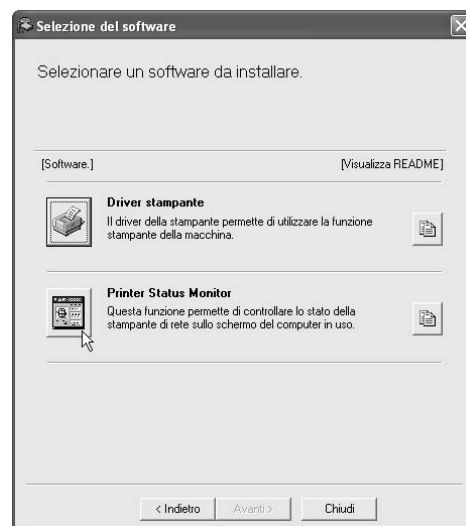 Selezione del software
Selezionare un software da installare.
[Software.] [Visualizza README]
Driver stampante
Il driver della stampante permette di utilizzare la funzione
stampante della macchina.
Printer Status Monitor
Questa funzione permette di controllare lo stato della
stampante di rete sullo schermo del computer in uso.
< Indietro Avanti > Chiudi